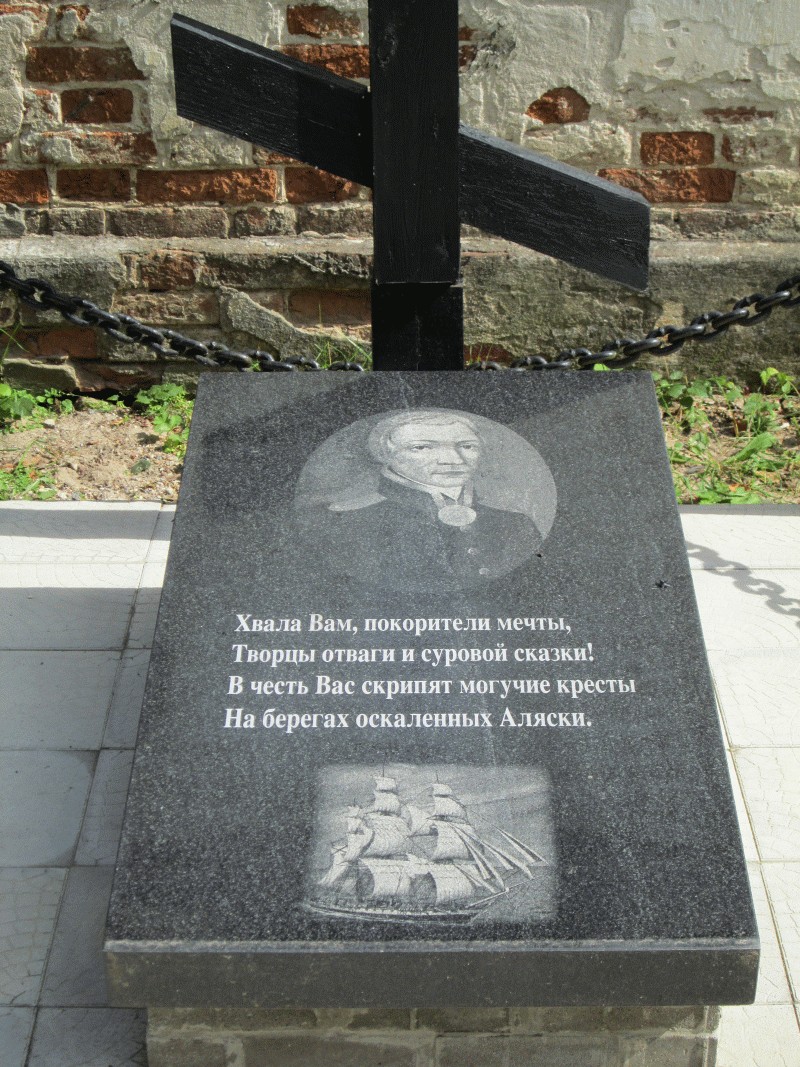 Хвала Вам, покорители мечты,
Творцы отваги и суровой сказки!
В честь Вас скрипят могучие кресты
На берегах оскаленных Аляски.